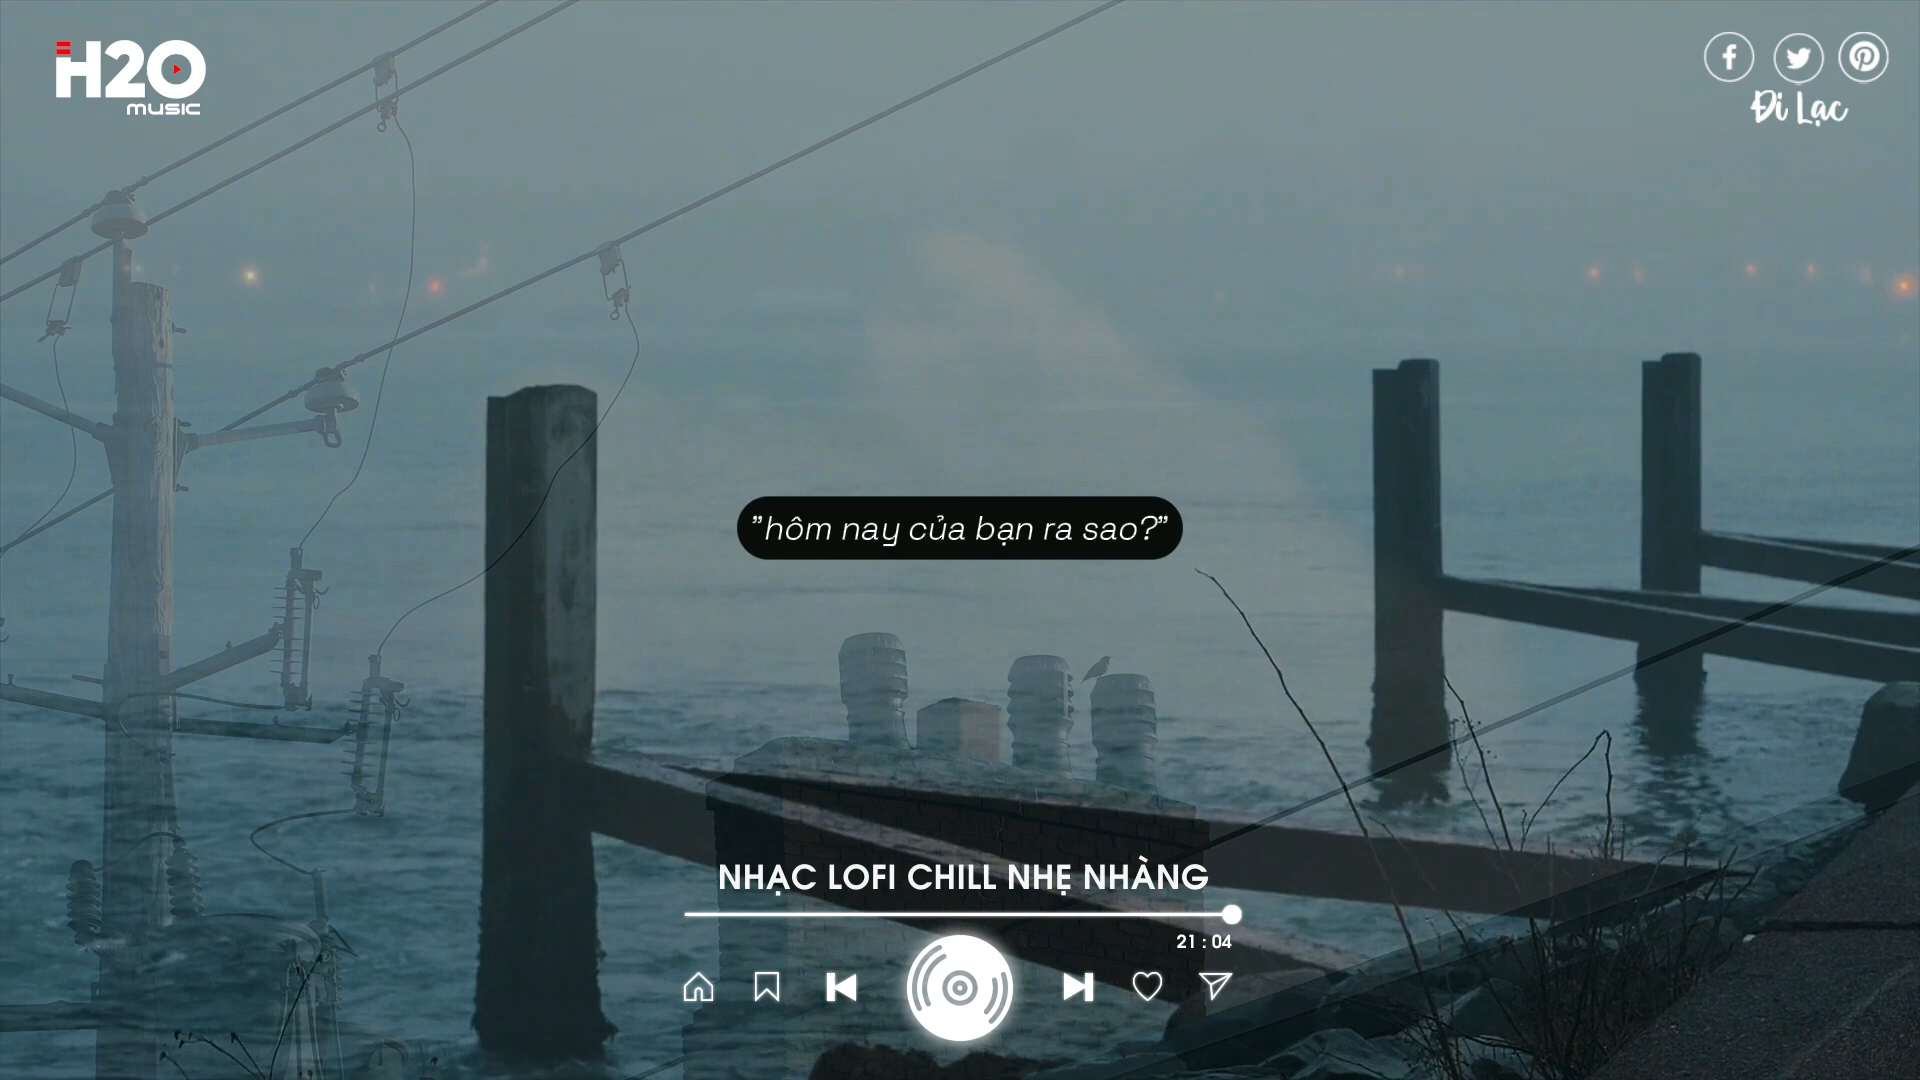 H2O
MUSIC
Đi Lạc
"hôm nay của bạn ra sao?"
NHẠC LOFI CHILL NHẸ NHÀNG
21 : 04